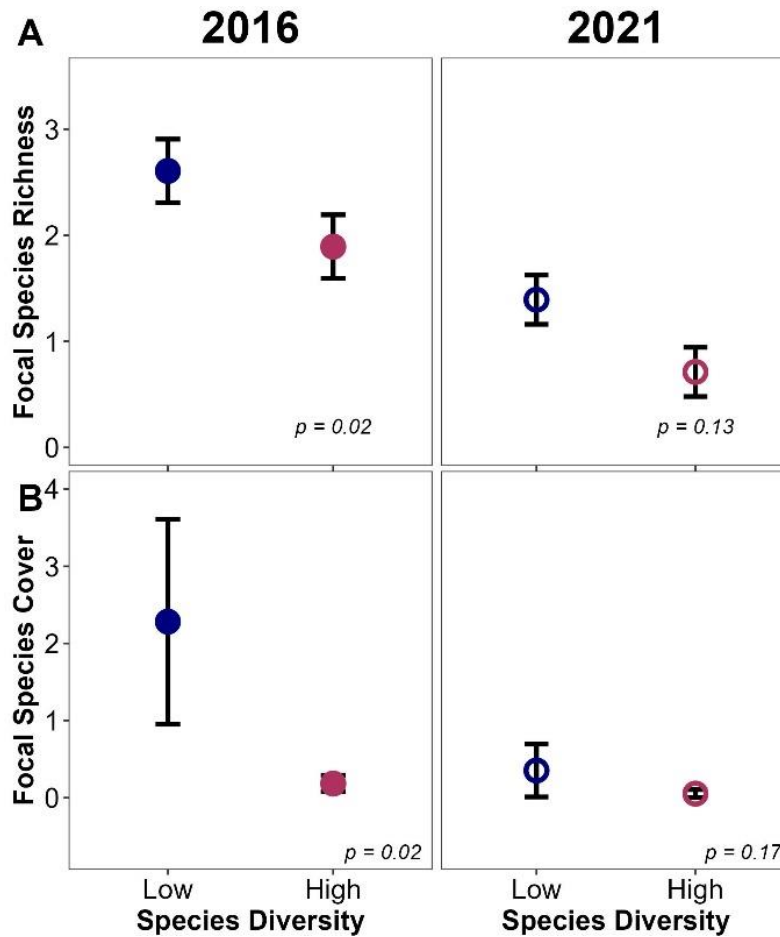 A
2016
2021
Focal Species Richness
3
2
1
0
p = 0.02
p = 0.13
B
Focal Species Cover
4
3
2
1
0
p = 0.02
p = 0.17
Low
High
Low
High
Species Diversity
Species Diversity